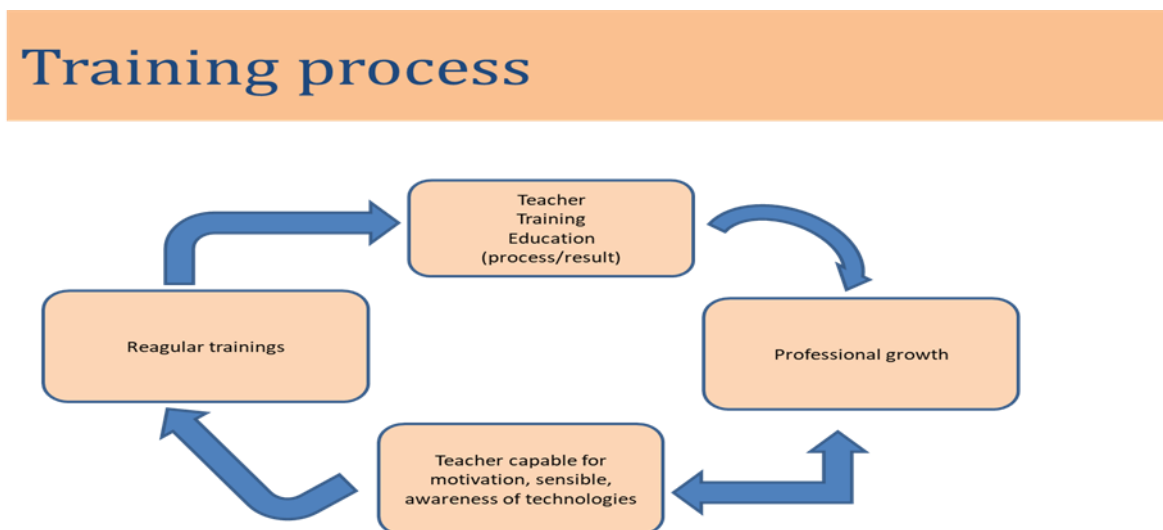 Training process
Teacher
Training
Education
(process/result)
Reagular trainings
Professional growth
Teacher capable for
motivation, sensible,
awareness of technologies